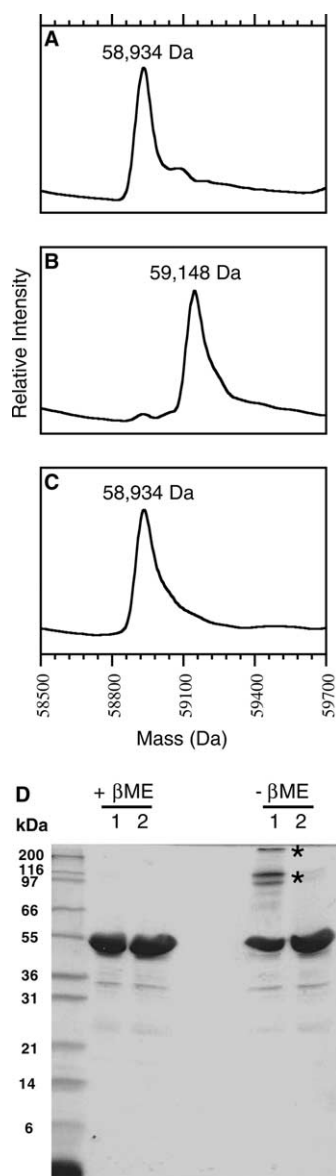 A
58,934 Da
B
59,148 Da
C
58,934 Da
Relative Intensity
58500 58800 59100 59400 59700
Mass (Da)
D
+ βME - βME
kDa 1 2 1 2
200
116
97
66
55
36
31
21
14
6
*
*